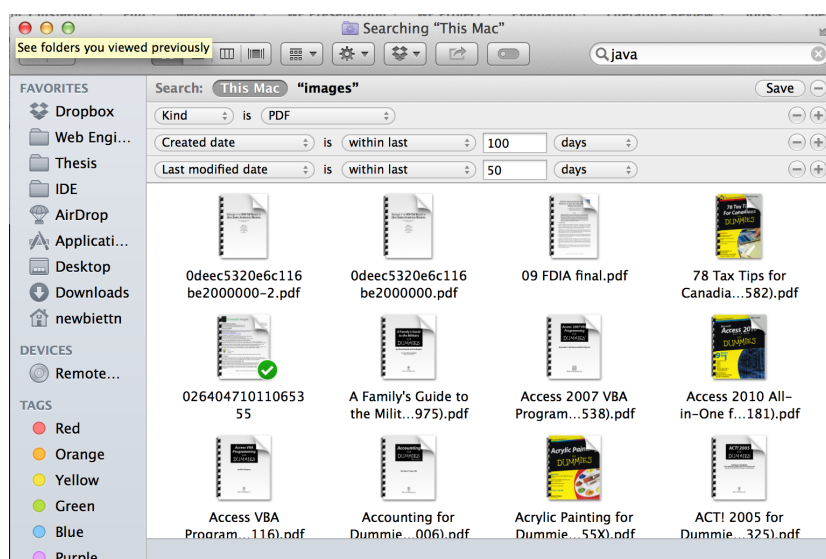 Searching “This Mac”
See folders you viewed previously
java
FAVORITES
Dropbox
Web Engi...
Thesis
IDE
AirDrop
Applicati...
Desktop
Downloads
newbiettn
DEVICES
Remote...
TAGS
Red
Orange
Yellow
Green
Blue
Purple
Search: This Mac “images” Save
Kind is PDF
Created date is within last 100 days
Last modified date is within last 50 days
0deec5320e6c116
be2000000-2.pdf
0deec5320e6c116
be2000000.pdf
09 FDIA final.pdf
78 Tax Tips for
Canadia...582).pdf
026404710110653
55
A Family's Guide to
the Milit...975).pdf
Access 2007 VBA
Program...538).pdf
Access 2010 All-
in-One f...181).pdf
Access VBA
Program...116).pdf
Accounting for
Dummie...006).pdf
Acrylic Painting for
Dummie...55X).pdf
ACT! 2005 for
Dummie...325).pdf